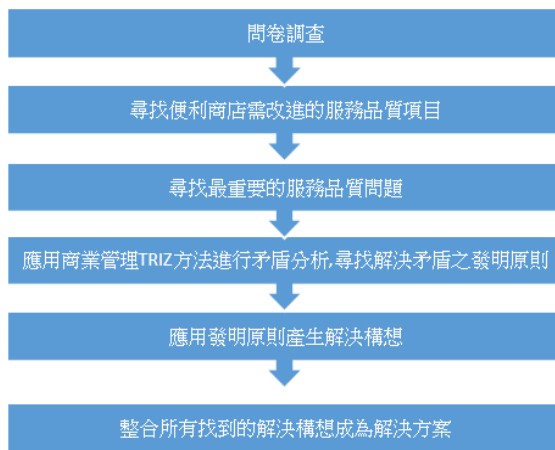 問卷調查
尋找便利商店需改進的服務品質項目
尋找最重要的服務品質問題
應用商業管理TRIZ方法進行矛盾分析,尋找解決矛盾之發明原則
應用發明原則產生解決構想
整合所有找到的解決構想成為解決方案